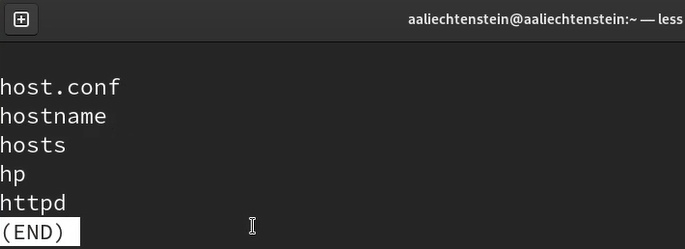 aaliechtenstein@aaliechtenstein:~ — less
host.conf
hostname
hosts
hp
httpd
(END)